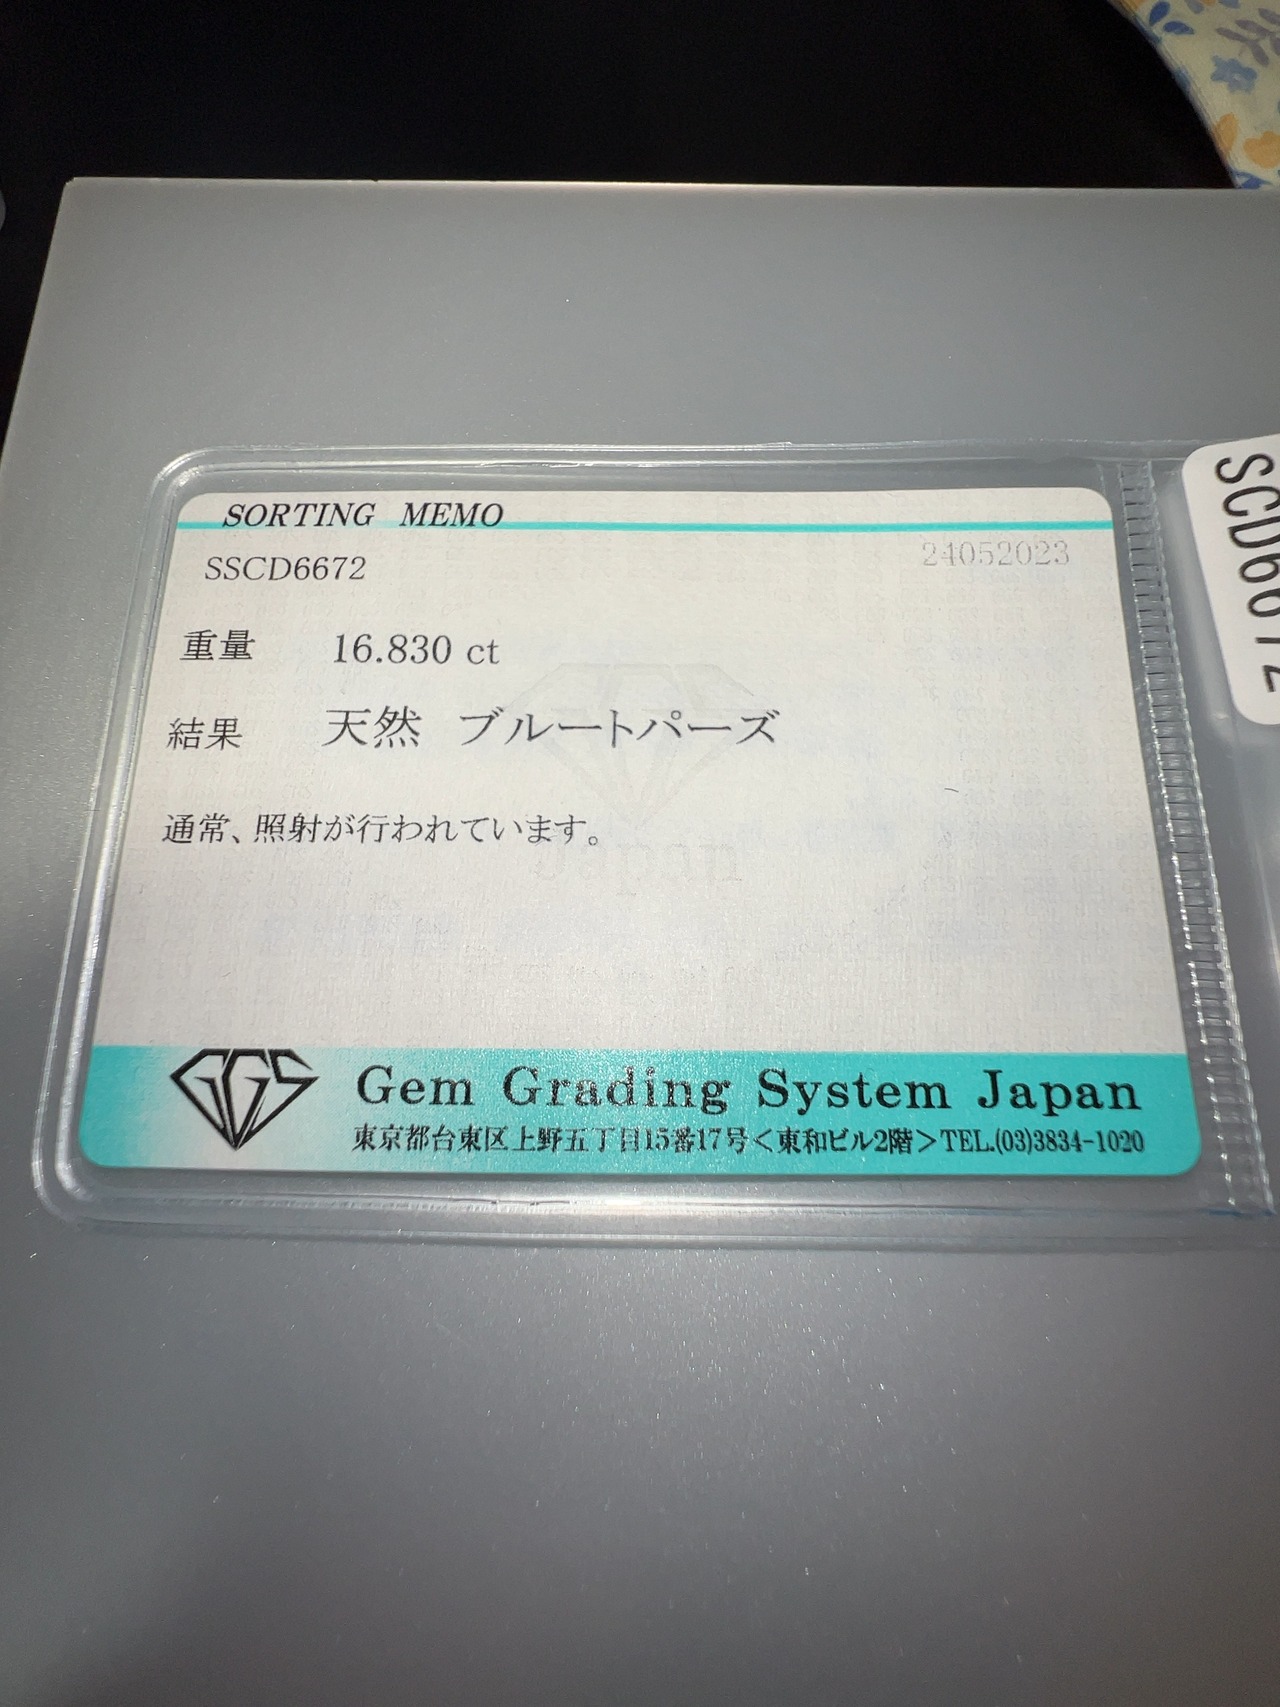 SORTING MEMO
SSCD6672
24052023
重量 16.830 ct
結果 天然 ブルートパーズ
通常、照射が行われています。
Japan
GGS
Gem Grading System Japan
東京都台東区上野五丁目15番17号<東和ビル2階>TEL.(03)3834-1020
SCD6672